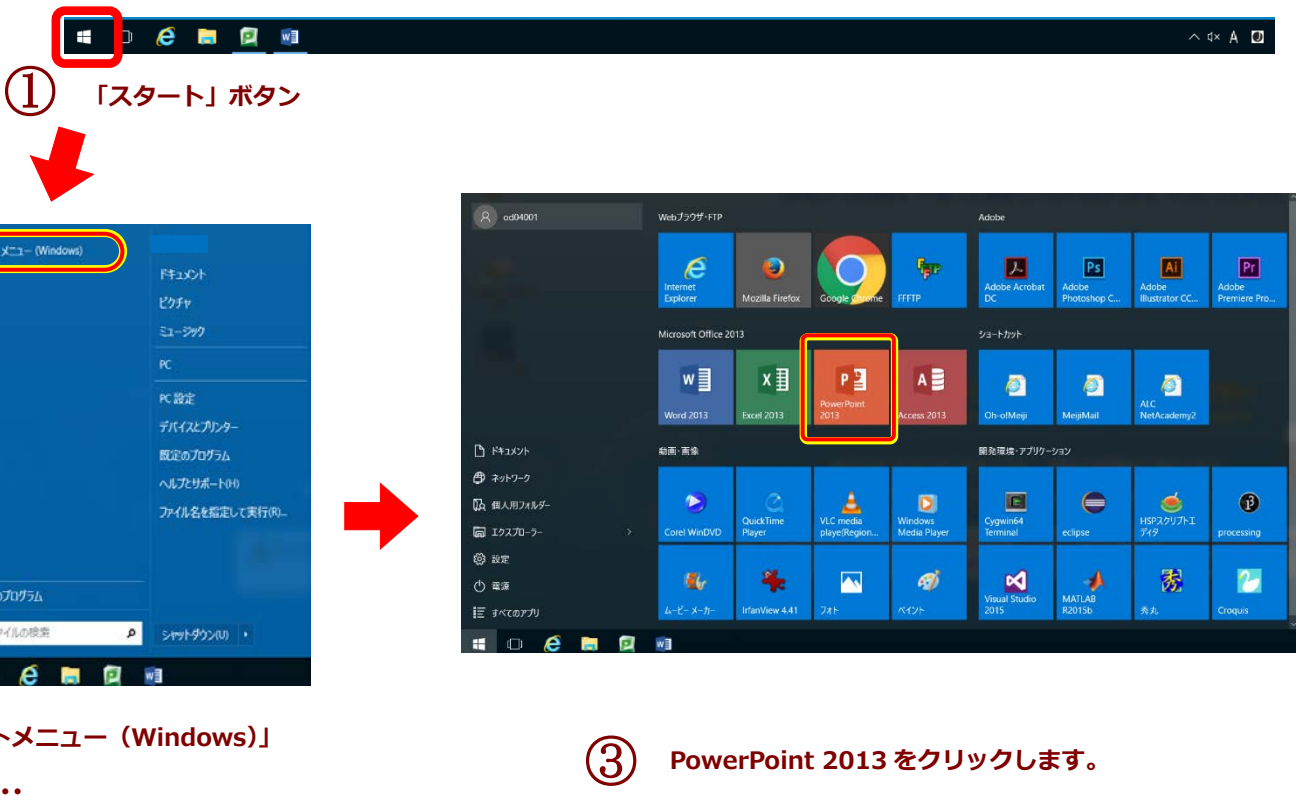 A
① 「スタート」ボタン
メニュー (Windows)
ドキュメント
ピクチャ
ミュージック
PC
PC 設定
デバイスとプリンター
既定のプログラム
ヘルプとサポート(H)
ファイル名を指定して実行(R)...
のプログラム
ァイルの検索
シャットダウン(U)
トメニュー（Windows）」
‥
od04001
Webブラウザ・FTP
Adobe
Internet Explorer
Mozilla Firefox
Google Chrome
FFFTP
Adobe Acrobat DC
Adobe Photoshop C...
Adobe Illustrator CC...
Adobe Premiere Pro...
Microsoft Office 2013
ショートカット
Word 2013
Excel 2013
PowerPoint 2013
Access 2013
Oh-o!Meiji
MeijiMail
ALC NetAcademy2
動画・画像
開発環境・アプリケーション
Corel WinDVD
QuickTime Player
VLC media playe(Region...
Windows Media Player
Cygwin64 Terminal
eclipse
HSPスクリプトエディタ
processing
ムービー メーカー
IrfanView 4.41
フォト
ペイント
Visual Studio 2015
MATLAB R2015b
秀丸
Croquis
ドキュメント
ネットワーク
個人用フォルダー
エクスプローラー
設定
電源
すべてのアプリ
③ PowerPoint 2013 をクリックします。